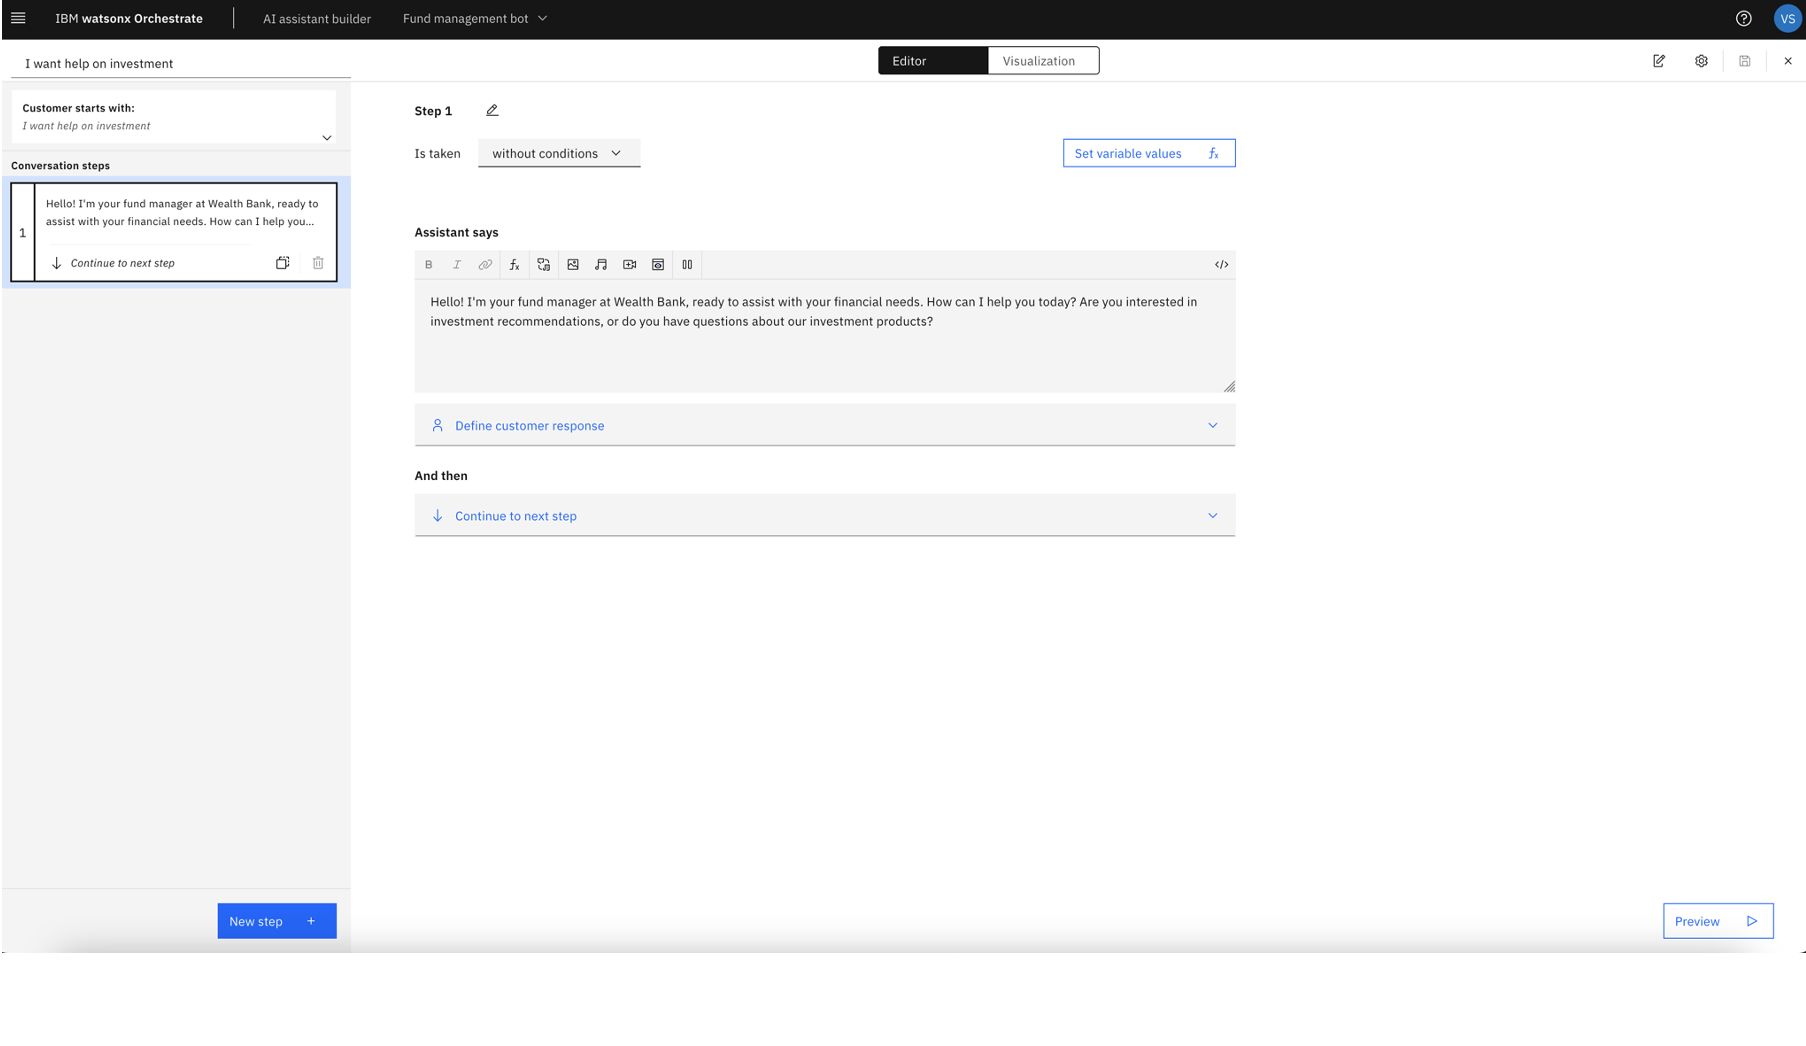 IBM watsonx Orchestrate
AI assistant builder
Fund management bot
VS
I want help on investment
Editor
Visualization
Customer starts with:
I want help on investment
Conversation steps
1
Hello! I'm your fund manager at Wealth Bank, ready to
assist with your financial needs. How can I help you...
Continue to next step
New step +
Step 1
Is taken
without conditions
Set variable values fx
Assistant says
B I fx </>
Hello! I'm your fund manager at Wealth Bank, ready to assist with your financial needs. How can I help you today? Are you interested in
investment recommendations, or do you have questions about our investment products?
Define customer response
And then
Continue to next step
Preview